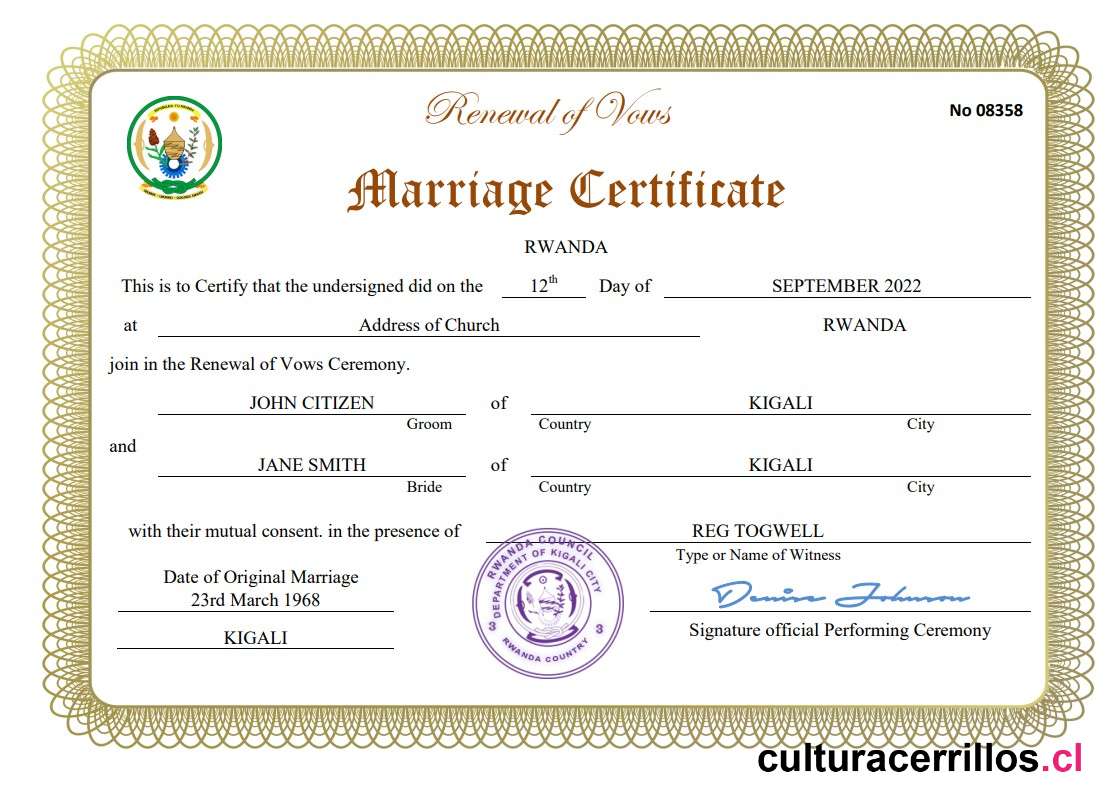 Renewal of Vows
No 08358
Marriage Certificate
RWANDA
This is to Certify that the undersigned did on the 12th Day of SEPTEMBER 2022
at Address of Church RWANDA
join in the Renewal of Vows Ceremony.
JOHN CITIZEN of KIGALI
Groom Country City
and
JANE SMITH of KIGALI
Bride Country City
with their mutual consent. in the presence of REG TOGWELL
Type or Name of Witness
Date of Original Marriage
23rd March 1968
KIGALI
RWANDA COUNCIL
DEPARTMENT OF KIGALI CITY
3 3
RWANDA COUNTRY
Denise Johnson
Signature official Performing Ceremony
culturacerrillos.cl